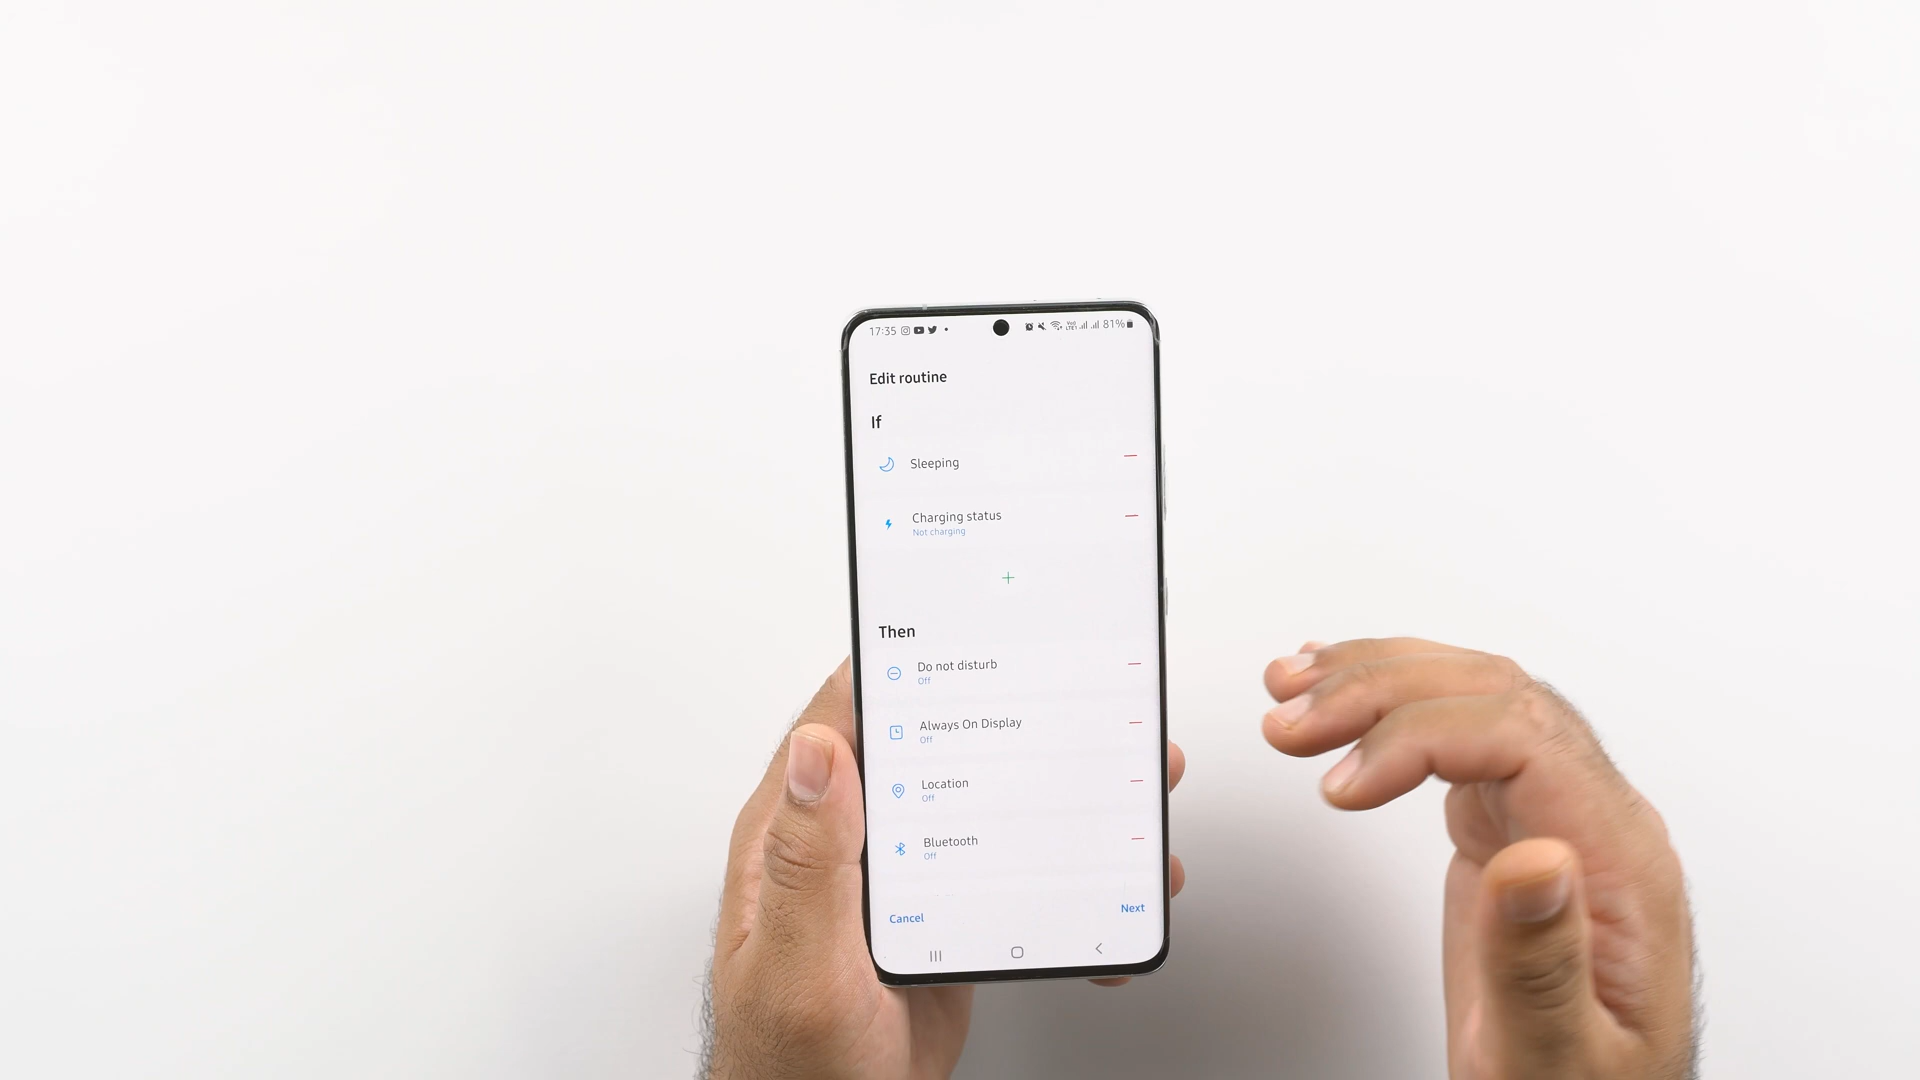 17:35 81%
Edit routine
If
Sleeping
Charging status
Not charging
Then
Do not disturb
Off
Always On Display
Off
Location
Off
Bluetooth
Off
Cancel
Next